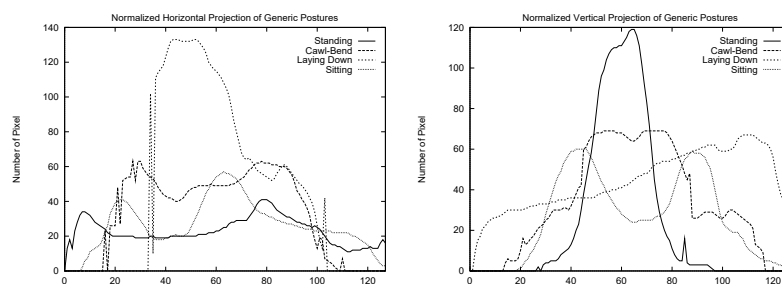 Normalized Horizontal Projection of Generic Postures
140
120
100
80
60
40
20
0
Number of Pixel
Standing
Cawl-Bend
Laying Down
Sitting
0 20 40 60 80 100 120
Normalized Vertical Projection of Generic Postures
120
100
80
60
40
20
0
Number of Pixel
Standing
Cawl-Bend
Laying Down
Sitting
0 20 40 60 80 100 120